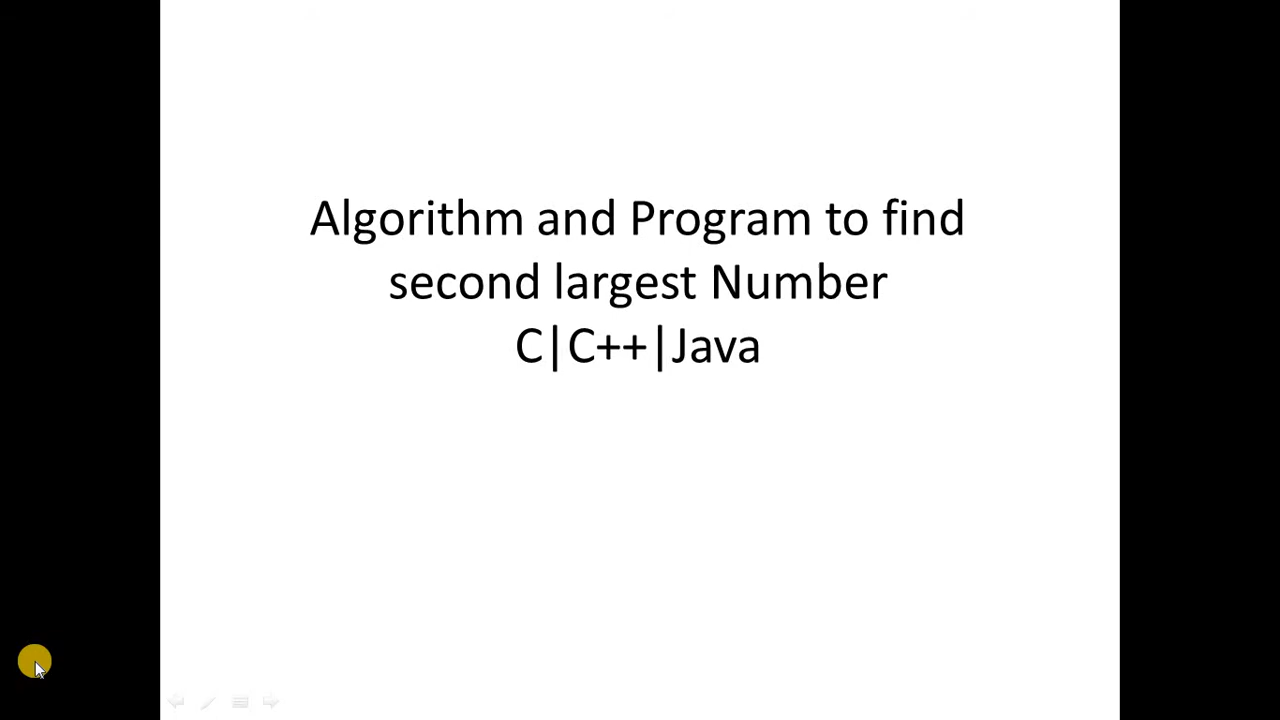 Algorithm and Program to find
second largest Number
C|C++|Java